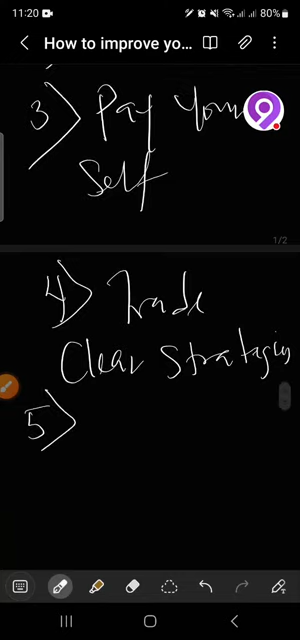 11:20
80%
How to improve yo...
3) Pay Your
Self
1/2
4) Trade
Clear Strategies
5)